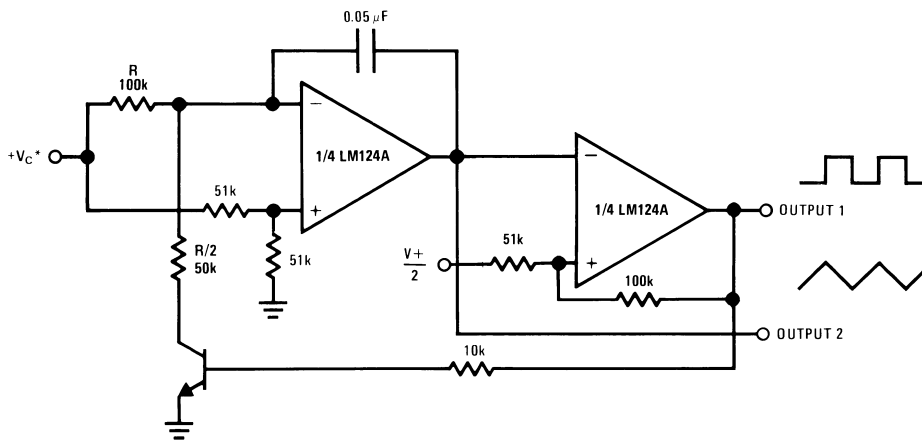 0.05 μF
R
100k
−
1/4 LM124A
+VC*
51k
+
−
1/4 LM124A
OUTPUT 1
R/2
50k
51k
V+
2
51k
+
100k
OUTPUT 2
10k